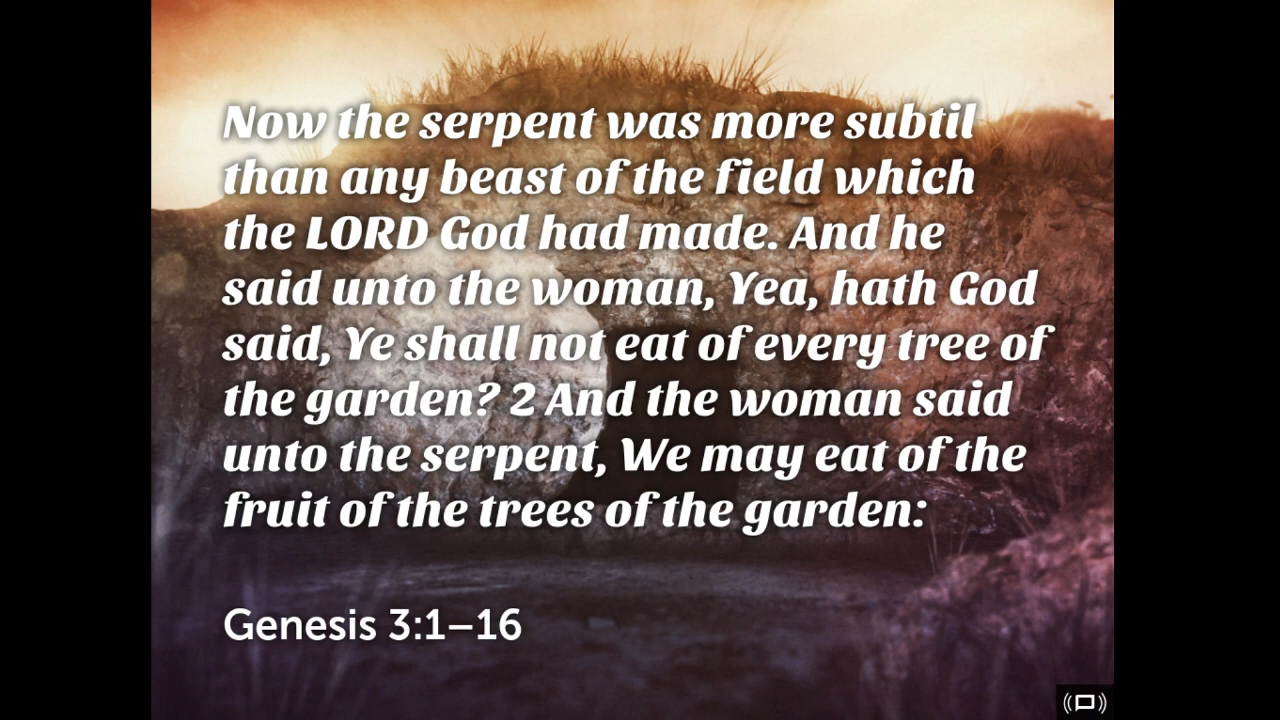 Now the serpent was more subtil
than any beast of the field which
the LORD God had made. And he
said unto the woman, Yea, hath God
said, Ye shall not eat of every tree of
the garden? 2 And the woman said
unto the serpent, We may eat of the
fruit of the trees of the garden:
Genesis 3:1–16